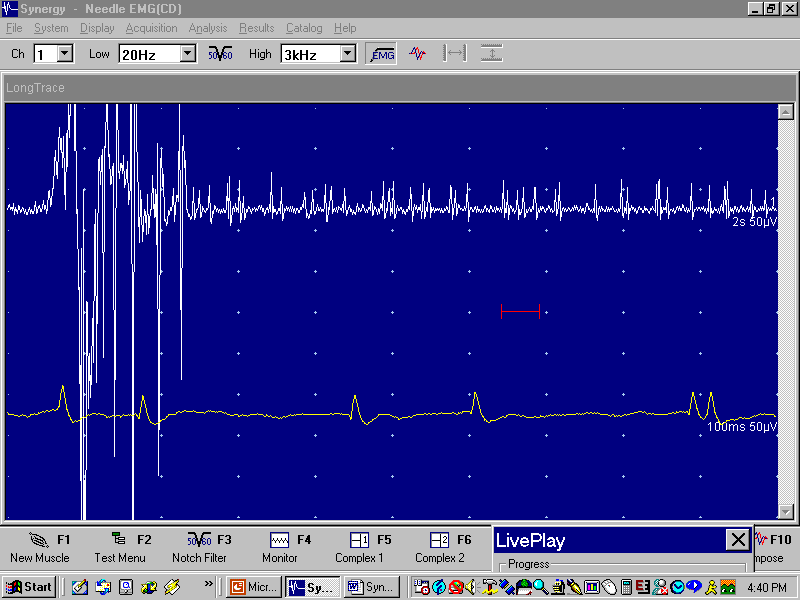 Synergy - Needle EMG(CD)
File System Display Acquisition Analysis Results Catalog Help
Ch 1 Low 20Hz 50/60 High 3kHz EMG
LongTrace
1
2s 50µV
100ms 50µV
F1 F2 50/60 F3 F4 F5 F6 F10
New Muscle Test Menu Notch Filter Monitor Complex 1 Complex 2 mpose
LivePlay
Progress
Start » Micr... Sy... Syn... 4:40 PM